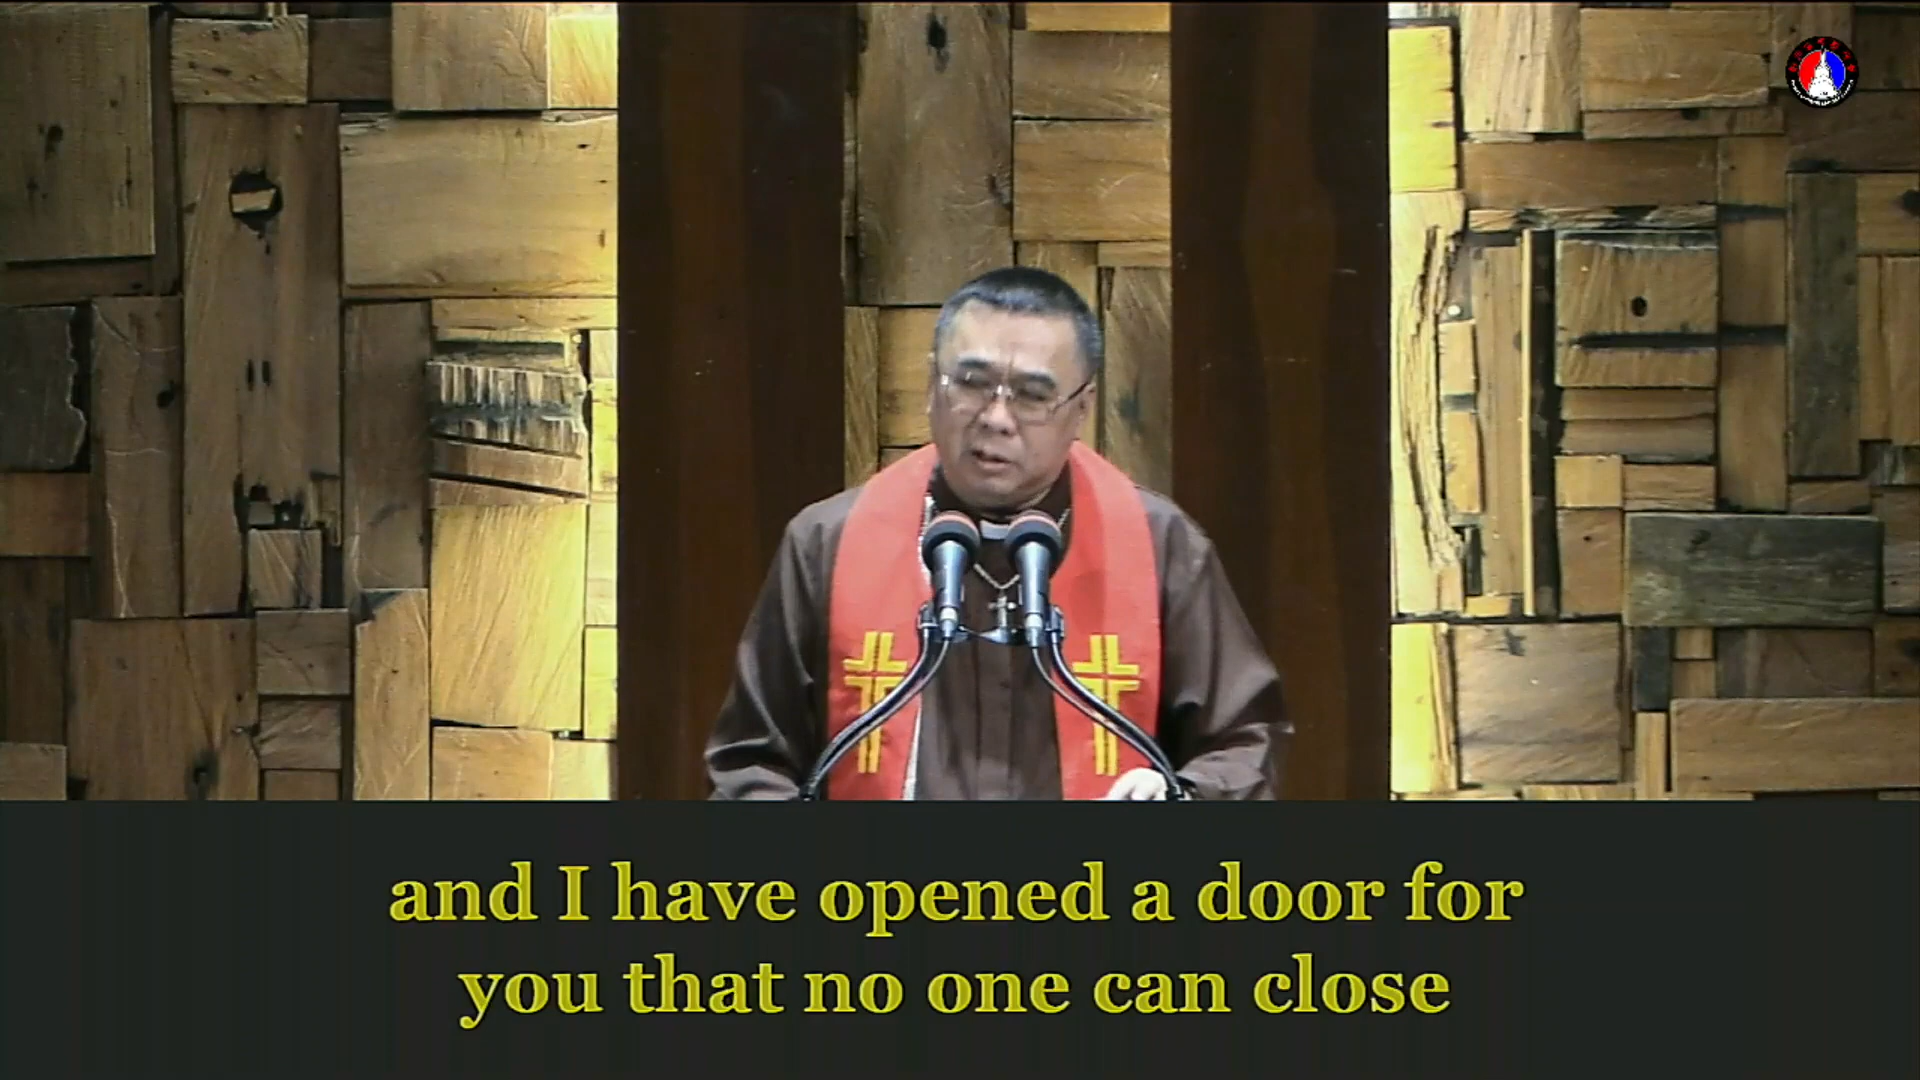 and I have opened a door for
you that no one can close